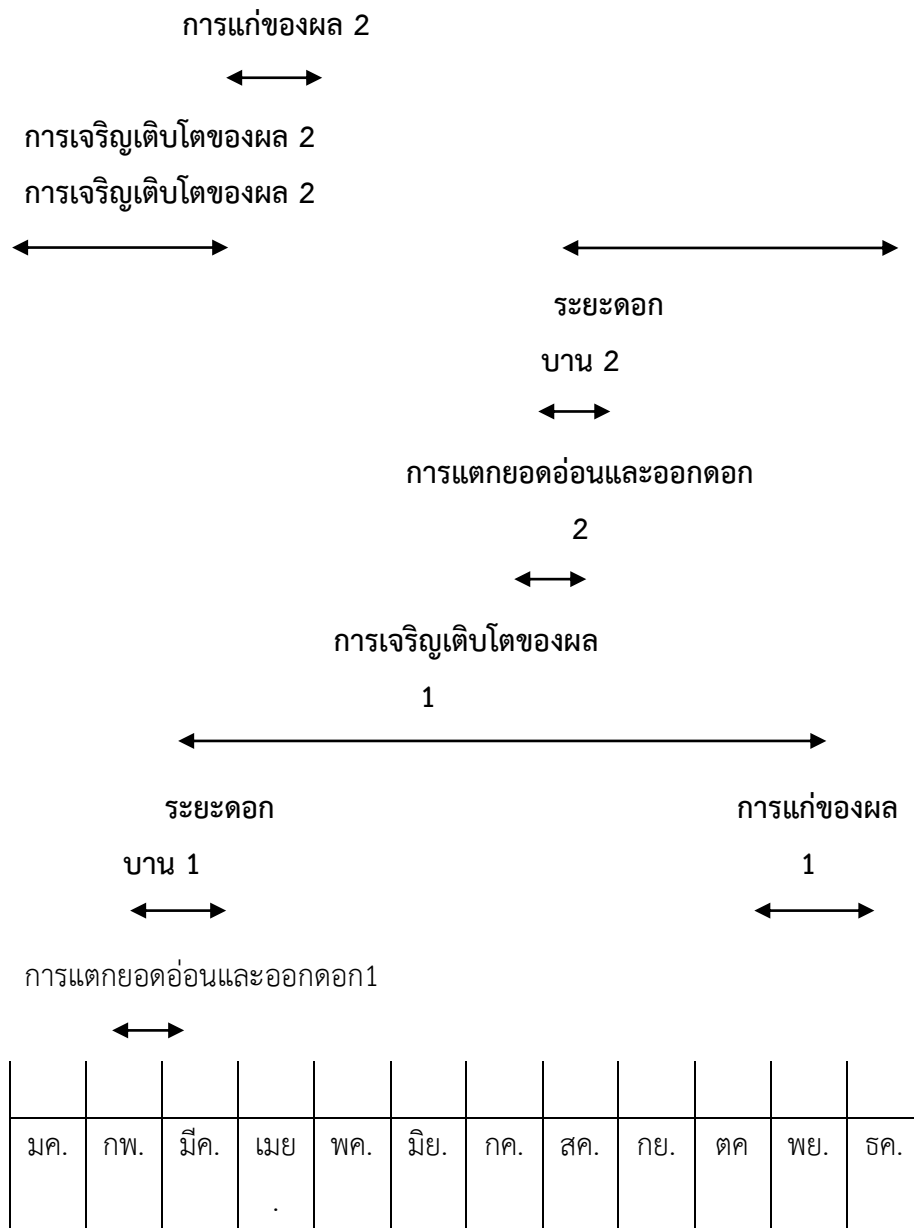 การแก่ของผล 2
การเจริญเติบโตของผล 2
การเจริญเติบโตของผล 2
ระยะดอก
บาน 2
การแตกยอดอ่อนและออกดอก
2
การเจริญเติบโตของผล
1
ระยะดอก
บาน 1
การแก่ของผล
1
การแตกยอดอ่อนและออกดอก1
มค. กพ. มีค. เมย พค. มิย. กค. สค. กย. ตค พย. ธค.
.